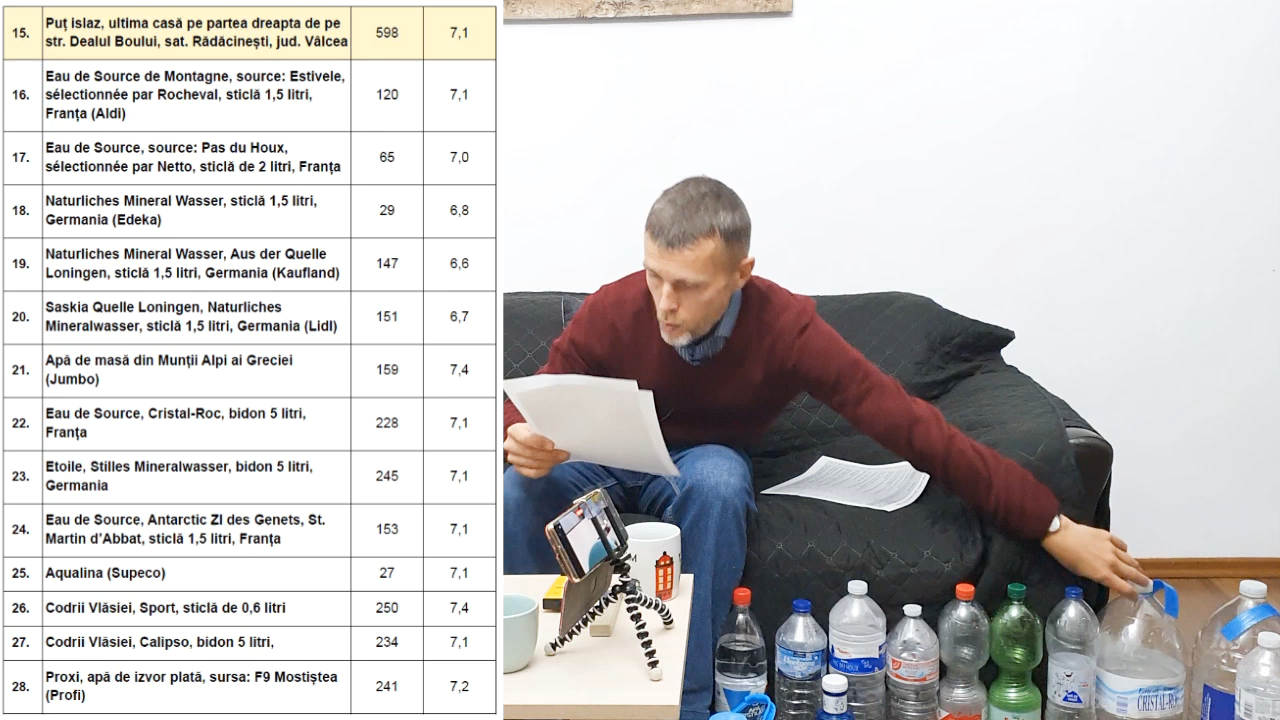 15. Puț islaz, ultima casă pe partea dreapta de pe 598 7,1
str. Dealul Boului, sat. Rădăcinești, jud. Vâlcea
16. Eau de Source de Montagne, source: Estivele, 120 7,1
sélectionnée par Rocheval, sticlă 1,5 litri,
Franța (Aldi)
17. Eau de Source, source: Pas du Houx, 65 7,0
sélectionnée par Netto, sticlă de 2 litri, Franța
18. Naturliches Mineral Wasser, sticlă 1,5 litri, 29 6,8
Germania (Edeka)
19. Naturliches Mineral Wasser, Aus der Quelle 147 6,6
Loningen, sticlă 1,5 litri, Germania (Kaufland)
20. Saskia Quelle Loningen, Naturliches 151 6,7
Mineralwasser, sticlă 1,5 litri, Germania (Lidl)
21. Apă de masă din Munții Alpi ai Greciei 159 7,4
(Jumbo)
22. Eau de Source, Cristal-Roc, bidon 5 litri, 228 7,1
Franța
23. Etoile, Stilles Mineralwasser, bidon 5 litri, 245 7,1
Germania
24. Eau de Source, Antarctic ZI des Genets, St. 153 7,1
Martin d'Abbat, sticlă 1,5 litri, Franța
25. Aqualina (Supeco) 27 7,1
26. Codrii Vlăsiei, Sport, sticlă de 0,6 litri 250 7,4
27. Codrii Vlăsiei, Calipso, bidon 5 litri, 234 7,1
28. Proxi, apă de izvor plată, sursa: F9 Mostiștea 241 7,2
(Profi)
CRISTAL-ROC